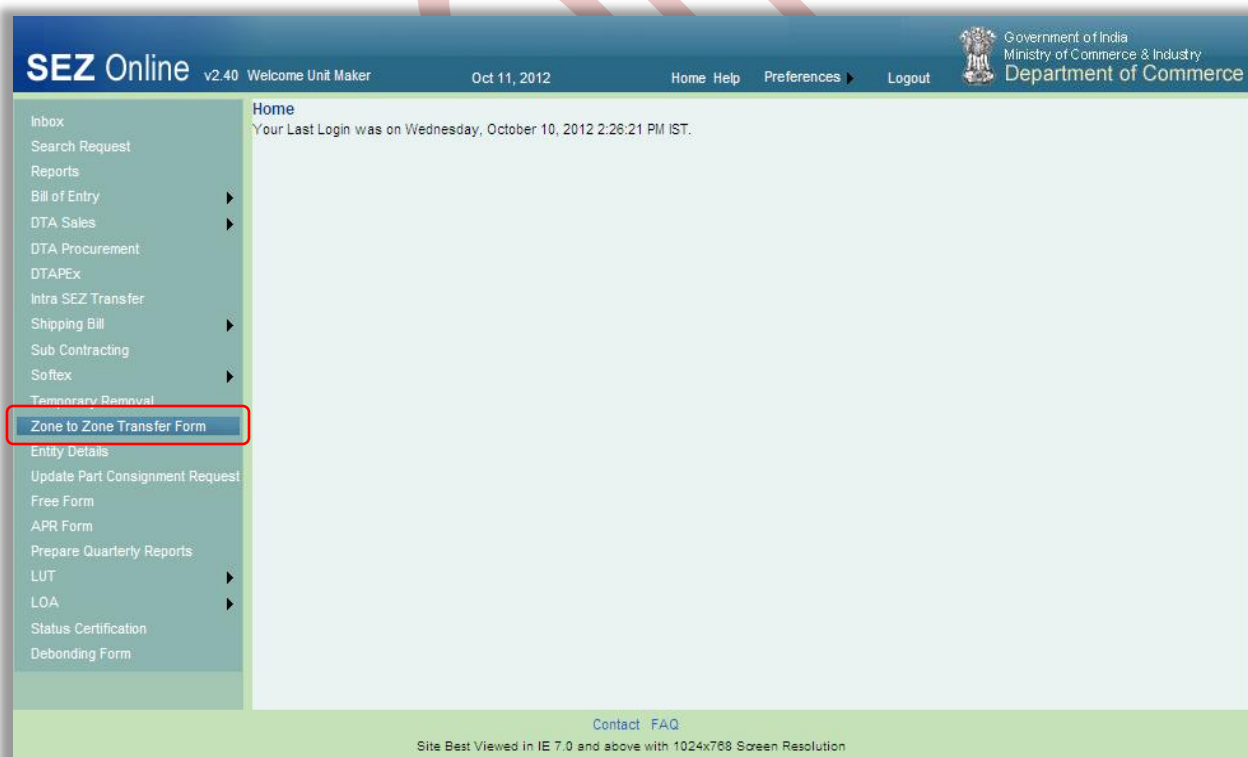 SEZ Online v2.40 Welcome Unit Maker Oct 11, 2012 Home Help Preferences Logout
Government of India
Ministry of Commerce & Industry
Department of Commerce
Inbox
Search Request
Reports
Bill of Entry
DTA Sales
DTA Procurement
DTAPEx
Intra SEZ Transfer
Shipping Bill
Sub Contracting
Softex
Temporary Removal
Zone to Zone Transfer Form
Entity Details
Update Part Consignment Request
Free Form
APR Form
Prepare Quarterly Reports
LUT
LOA
Status Certification
Debonding Form
Home
Your Last Login was on Wednesday, October 10, 2012 2:26:21 PM IST.
Contact FAQ
Site Best Viewed in IE 7.0 and above with 1024x768 Screen Resolution